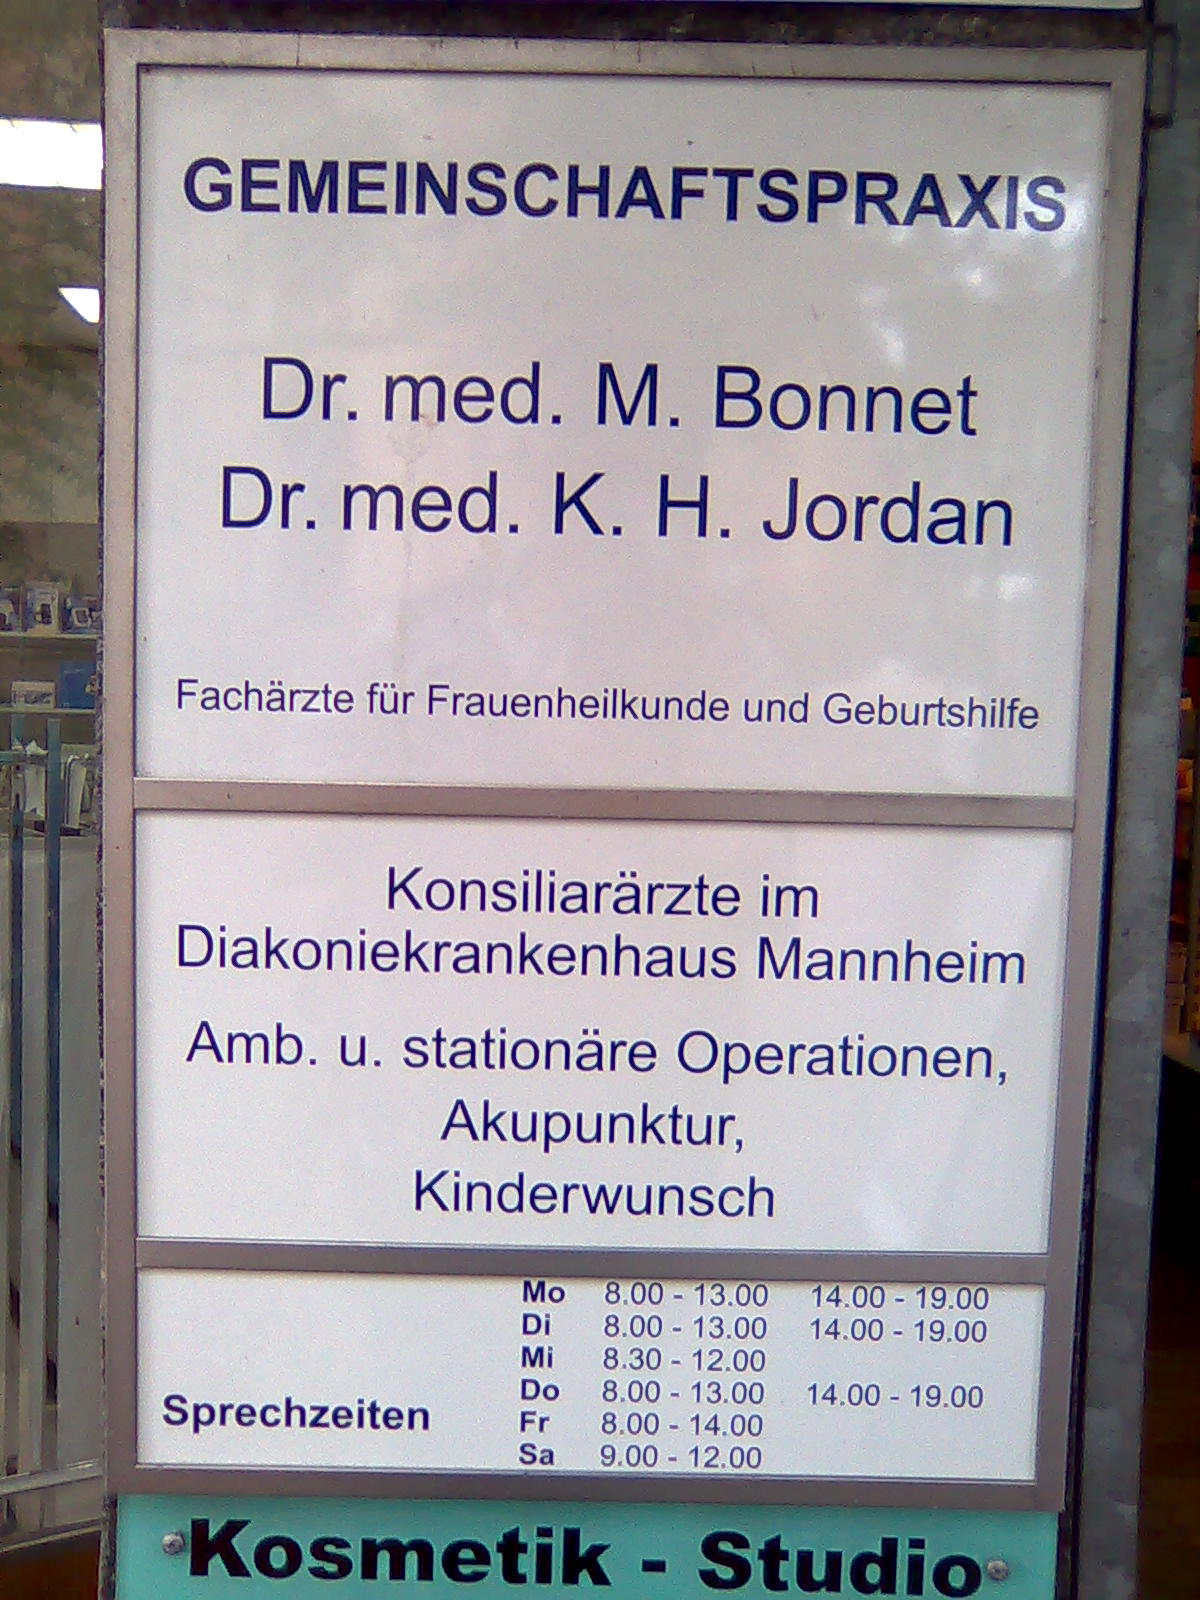 GEMEINSCHAFTSPRAXIS
Dr. med. M. Bonnet
Dr. med. K. H. Jordan
Fachärzte für Frauenheilkunde und Geburtshilfe
Konsiliarärzte im
Diakoniekrankenhaus Mannheim
Amb. u. stationäre Operationen,
Akupunktur,
Kinderwunsch
Sprechzeiten
Mo 8.00 - 13.00 14.00 - 19.00
Di 8.00 - 13.00 14.00 - 19.00
Mi 8.30 - 12.00
Do 8.00 - 13.00 14.00 - 19.00
Fr 8.00 - 14.00
Sa 9.00 - 12.00
Kosmetik - Studio